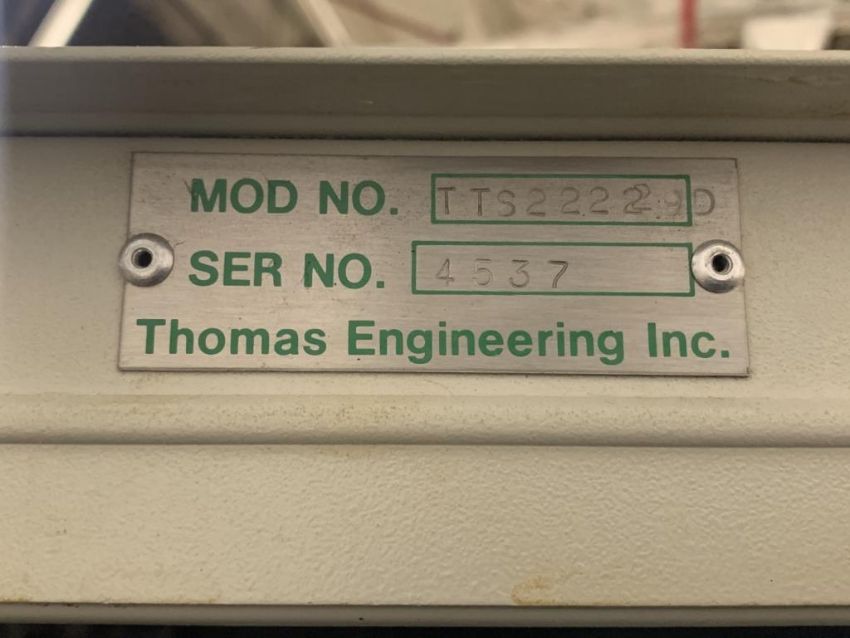 MOD NO.
SER NO. 4537
Thomas Engineering Inc.